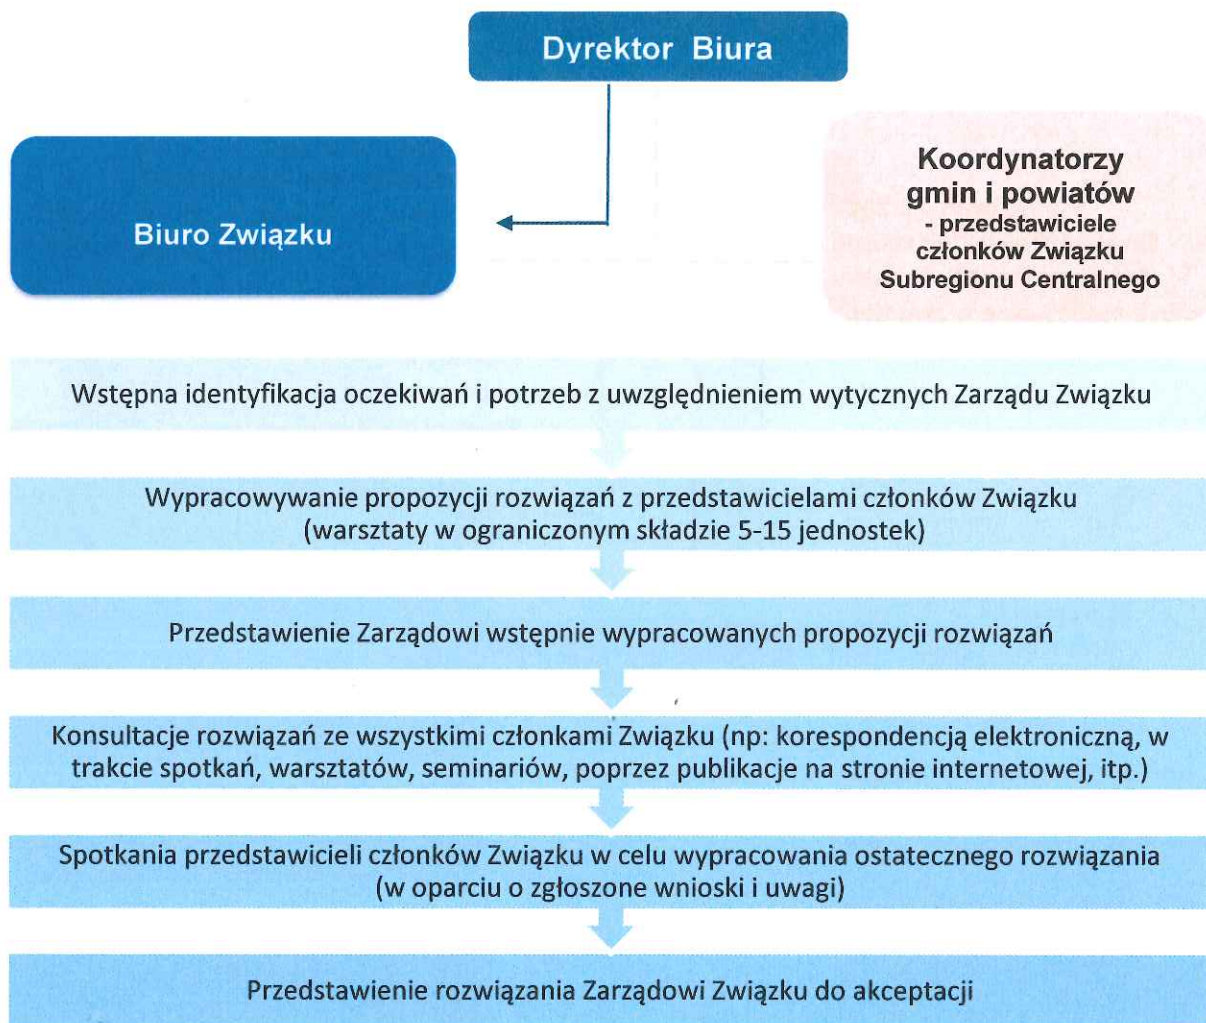 Dyrektor Biura
Biuro Związku
Koordynatorzy
gmin i powiatów
- przedstawiciele
członków Związku
Subregionu Centralnego
Wstępna identyfikacja oczekiwań i potrzeb z uwzględnieniem wytycznych Zarządu Związku
Wypracowywanie propozycji rozwiązań z przedstawicielami członków Związku
(warsztaty w ograniczonym składzie 5-15 jednostek)
Przedstawienie Zarządowi wstępnie wypracowanych propozycji rozwiązań
Konsultacje rozwiązań ze wszystkimi członkami Związku (np: korespondencją elektroniczną, w
trakcie spotkań, warsztatów, seminariów, poprzez publikacje na stronie internetowej, itp.)
Spotkania przedstawicieli członków Związku w celu wypracowania ostatecznego rozwiązania
(w oparciu o zgłoszone wnioski i uwagi)
Przedstawienie rozwiązania Zarządowi Związku do akceptacji